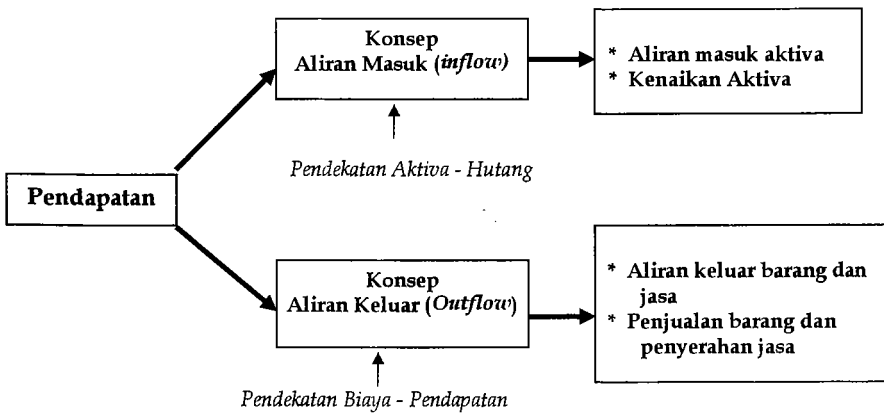 Pendapatan
Konsep
Aliran Masuk (inflow)
* Aliran masuk aktiva
* Kenaikan Aktiva
Pendekatan Aktiva - Hutang
Konsep
Aliran Keluar (Outflow)
* Aliran keluar barang dan
jasa
* Penjualan barang dan
penyerahan jasa
Pendekatan Biaya - Pendapatan